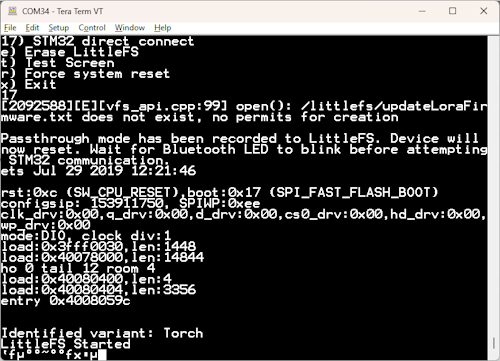 COM34 - Tera Term VT
File Edit Setup Control Window Help
17) STM32 direct connect
e) Erase LittleFS
t) Test Screen
r) Force system reset
x) Exit
17
[2092588][E][vfs_api.cpp:99] open(): /littlefs/updateLoraFir
mware.txt does not exist, no permits for creation
Passthrough mode has been recorded to LittleFS. Device will
now reset. Wait for Bluetooth LED to blink before attempting
STM32 communication.
ets Jul 29 2019 12:21:46
rst:0xc (SW_CPU_RESET),boot:0x17 (SPI_FAST_FLASH_BOOT)
configsip: 153911750, SPIWP:0xee
clk_drv:0x00,q_drv:0x00,d_drv:0x00,cs0_drv:0x00,hd_drv:0x00,
wp_drv:0x00
mode:DIO, clock div:1
load:0x3fff0030,len:1448
load:0x40078000,len:14844
ho 0 tail 12 room 4
load:0x40080400,len:4
load:0x40080404,len:3356
entry 0x4008059c
Identified variant: Torch
LittleFS Started